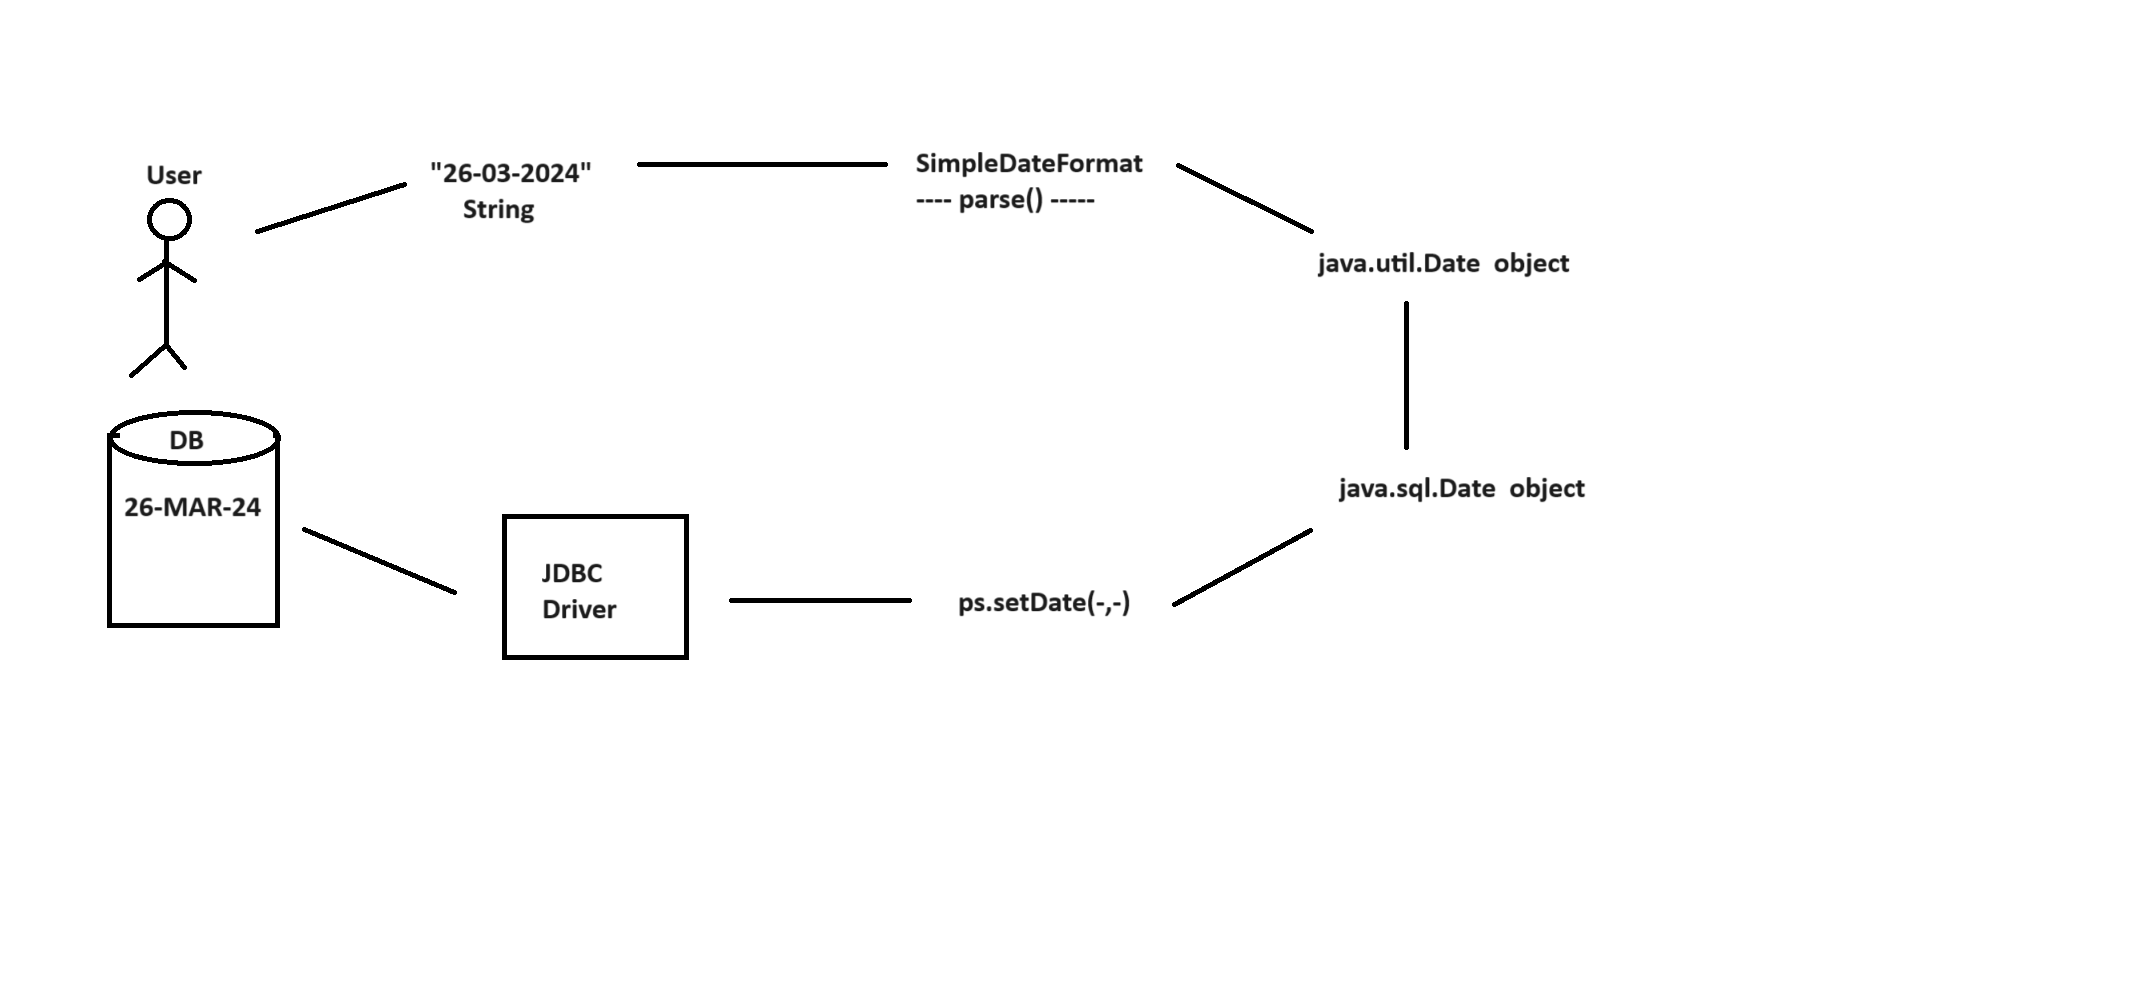 User
"26-03-2024"
String
SimpleDateFormat
---- parse() -----
java.util.Date object
java.sql.Date object
ps.setDate(-,-)
JDBC
Driver
DB
26-MAR-24